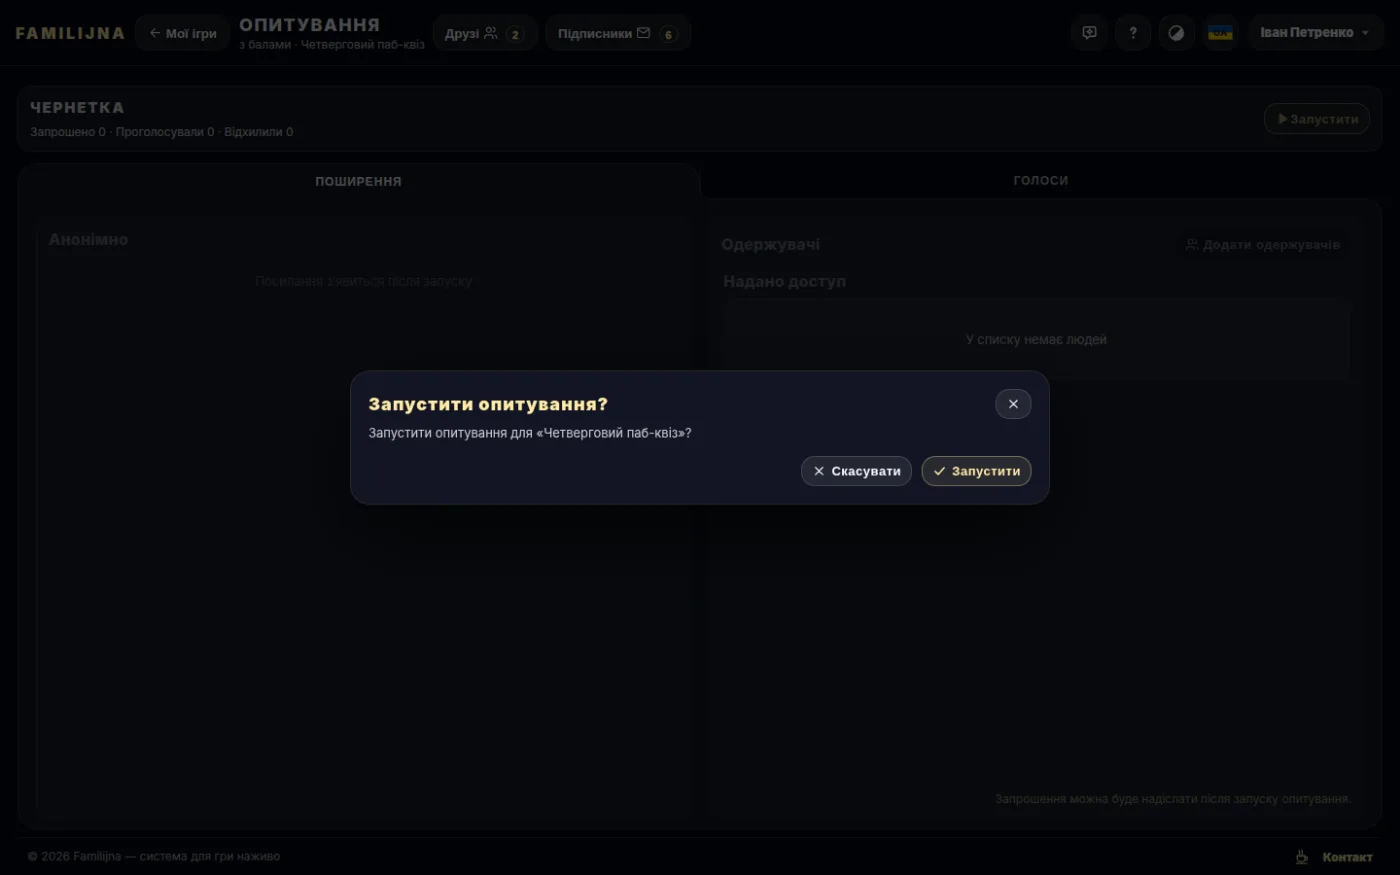 FAMILIJNA
← Мої ігри
ОПИТУВАННЯ
з балами · Четверговий паб-квіз
Друзі 2
Підписники 6
?
Іван Петренко
ЧЕРНЕТКА
Запрошено 0 · Проголосували 0 · Відхилили 0
Запустити
ПОШИРЕННЯ
ГОЛОСИ
Анонімно
Посилання з'явиться після запуску
Одержувачі
Додати одержувачів
Надано доступ
У списку немає людей
Запустити опитування?
Запустити опитування для «Четверговий паб-квіз»?
Скасувати
Запустити
Запрошення можна буде надіслати після запуску опитування.
© 2026 Familijna — система для гри наживо
Контакт